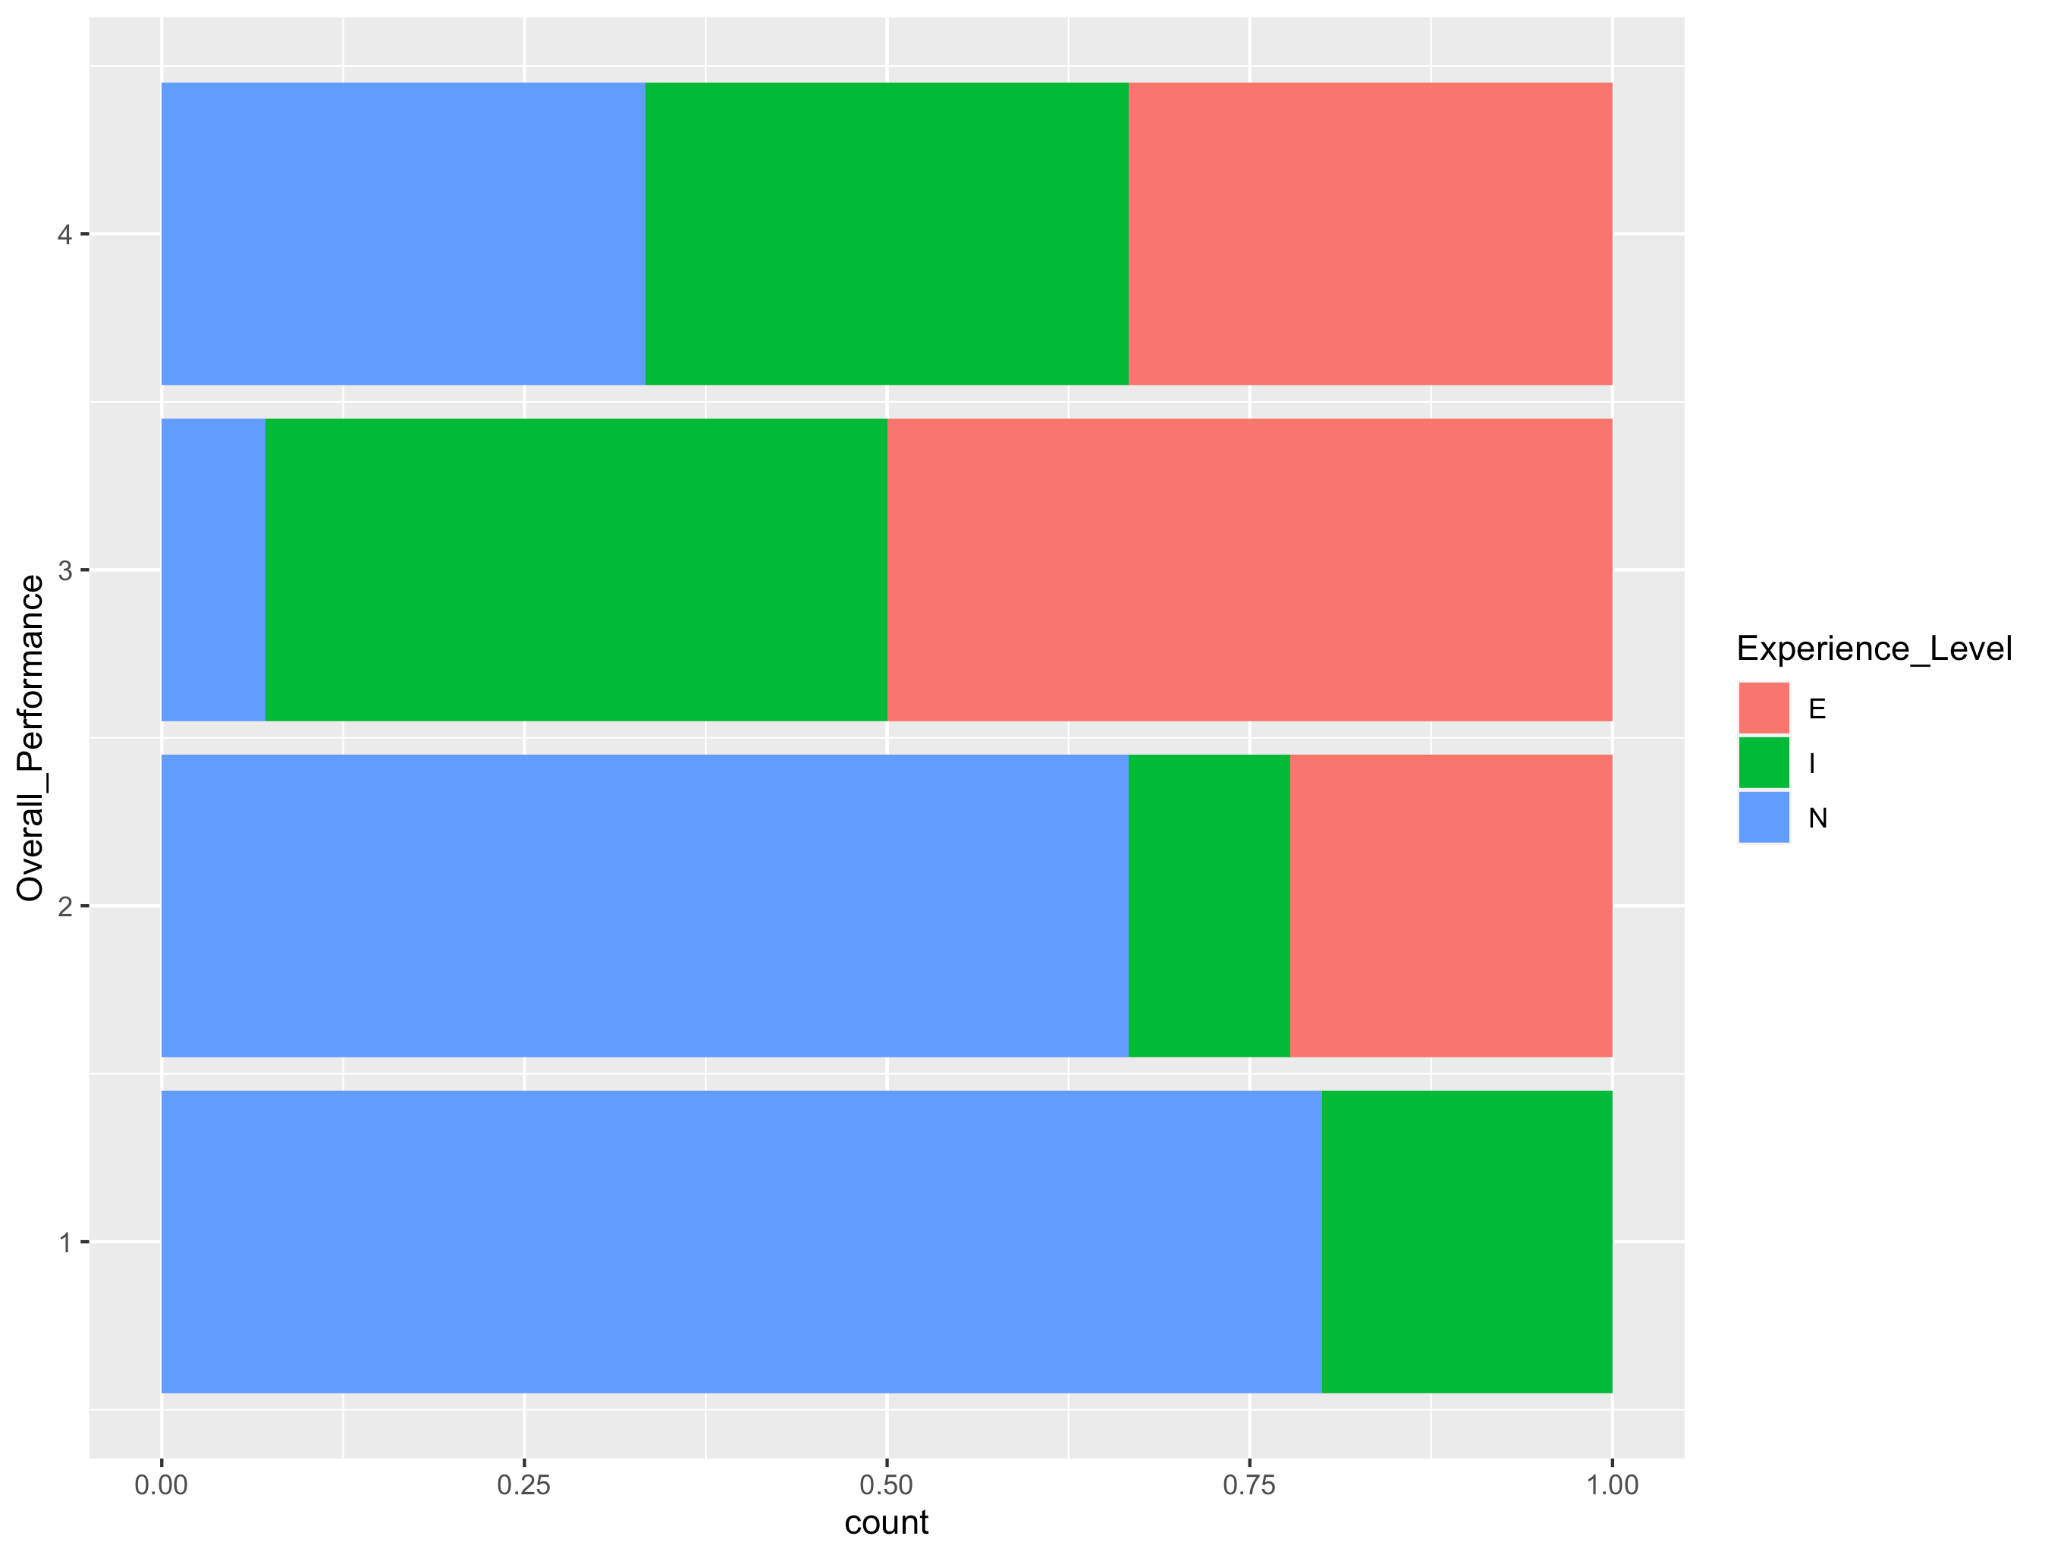 Overall_Performance
4
3
2
1
0.00 0.25 0.50 0.75 1.00
count
Experience_Level
E
I
N